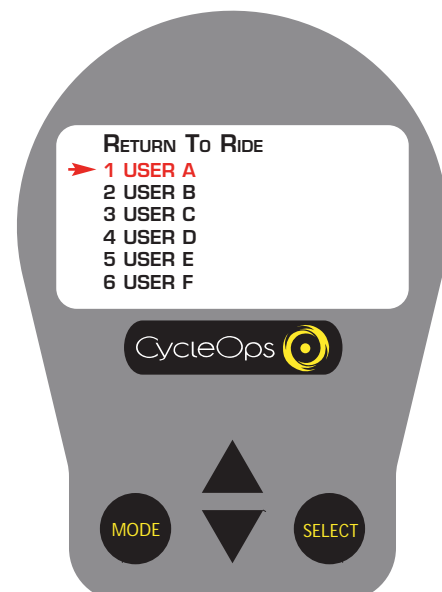 Return To Ride
1 USER A
2 USER B
3 USER C
4 USER D
5 USER E
6 USER F
CycleOps
MODE
SELECT